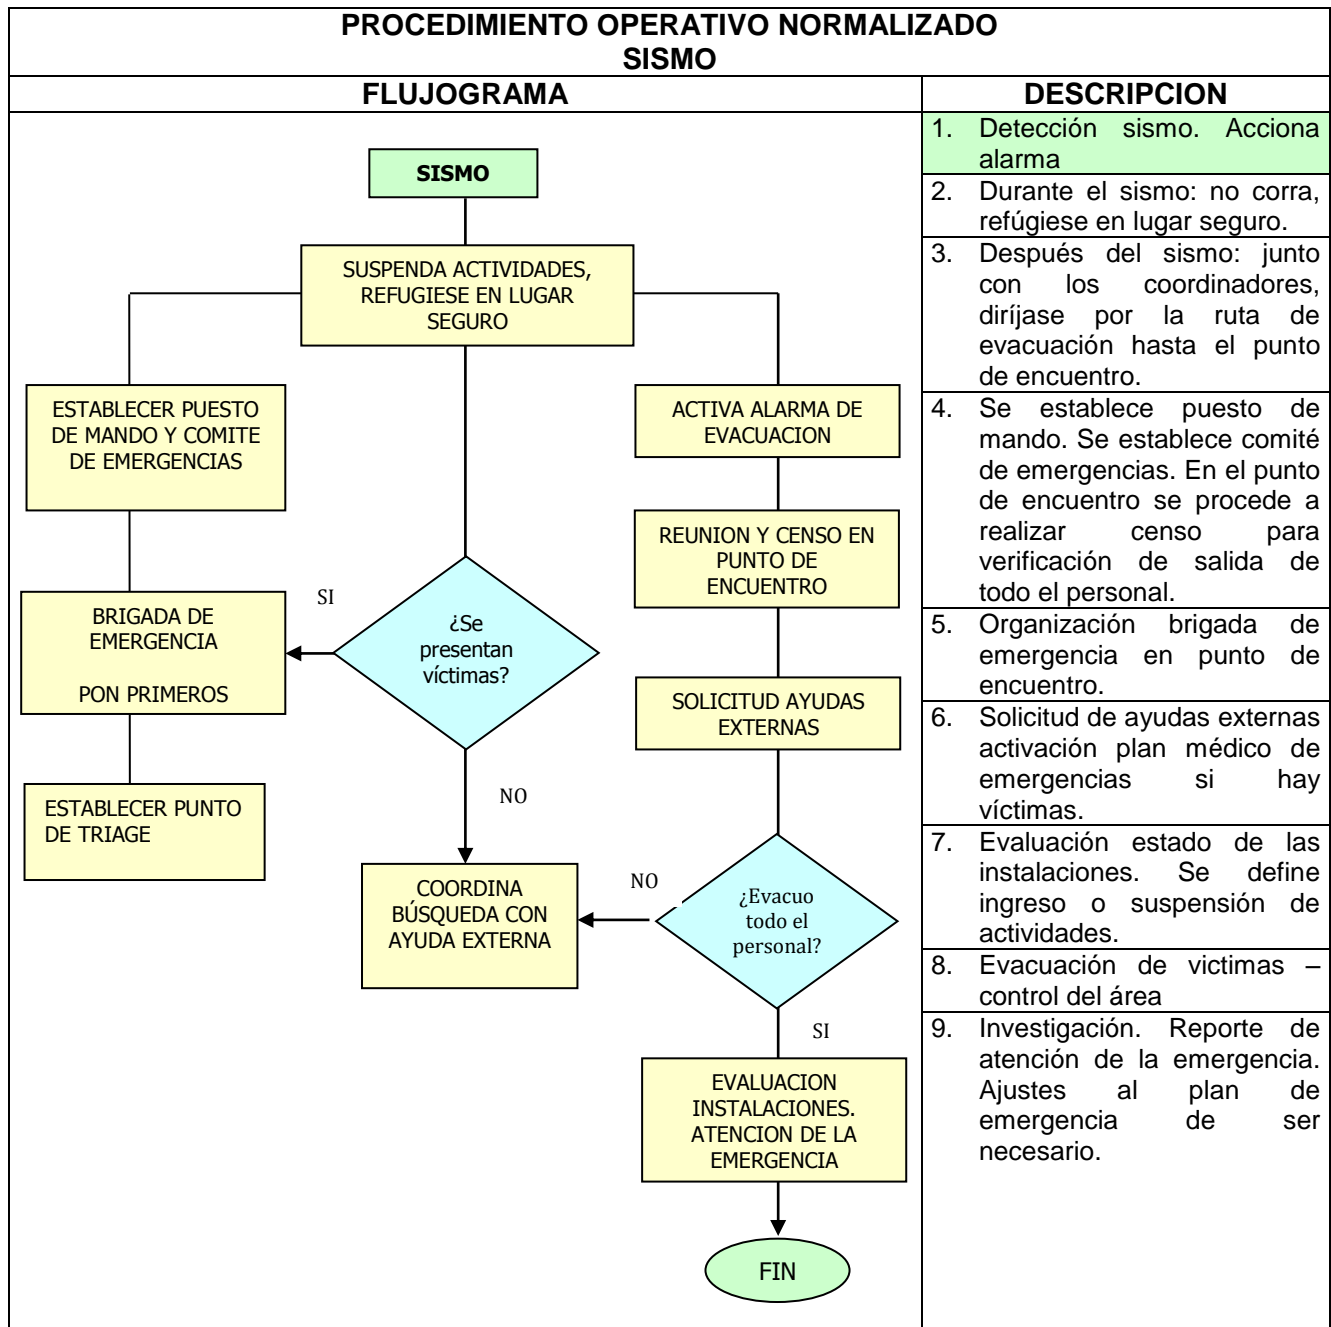 PROCEDIMIENTO OPERATIVO NORMALIZADO
SISMO
FLUJOGRAMA
SISMO
SUSPENDA ACTIVIDADES,
REFUGIESE EN LUGAR
SEGURO
ESTABLECER PUESTO
DE MANDO Y COMITE
DE EMERGENCIAS
ACTIVA ALARMA DE
EVACUACION
REUNION Y CENSO EN
PUNTO DE
ENCUENTRO
SI
BRIGADA DE
EMERGENCIA
PON PRIMEROS
¿Se
presentan
víctimas?
SOLICITUD AYUDAS
EXTERNAS
ESTABLECER PUNTO
DE TRIAGE
NO
COORDINA
BÚSQUEDA CON
AYUDA EXTERNA
NO
¿Evacuo
todo el
personal?
SI
EVALUACION
INSTALACIONES.
ATENCION DE LA
EMERGENCIA
FIN
DESCRIPCION
1. Detección sismo. Acciona
alarma
2. Durante el sismo: no corra,
refúgiese en lugar seguro.
3. Después del sismo: junto
con los coordinadores,
diríjase por la ruta de
evacuación hasta el punto
de encuentro.
4. Se establece puesto de
mando. Se establece comité
de emergencias. En el punto
de encuentro se procede a
realizar censo para
verificación de salida de
todo el personal.
5. Organización brigada de
emergencia en punto de
encuentro.
6. Solicitud de ayudas externas
activación plan médico de
emergencias si hay
víctimas.
7. Evaluación estado de las
instalaciones. Se define
ingreso o suspensión de
actividades.
8. Evacuación de victimas –
control del área
9. Investigación. Reporte de
atención de la emergencia.
Ajustes al plan de
emergencia de ser
necesario.